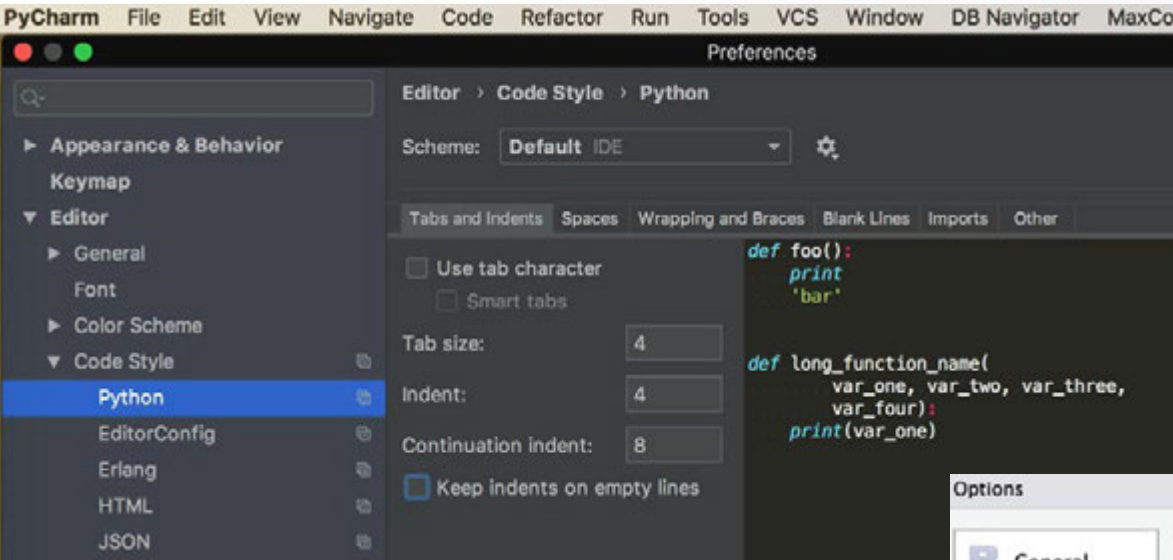 PyCharm File Edit View Navigate Code Refactor Run Tools VCS Window DB Navigator MaxCo
Preferences
Editor › Code Style › Python
Scheme: Default IDE
Appearance & Behavior
Keymap
Editor
General
Font
Color Scheme
Code Style
Python
EditorConfig
Erlang
HTML
JSON
Tabs and Indents Spaces Wrapping and Braces Blank Lines Imports Other
Use tab character
Smart tabs
Tab size: 4
Indent: 4
Continuation indent: 8
Keep indents on empty lines
def foo():
print
'bar'
def long_function_name(
var_one, var_two, var_three,
var_four):
print(var_one)
Options
General